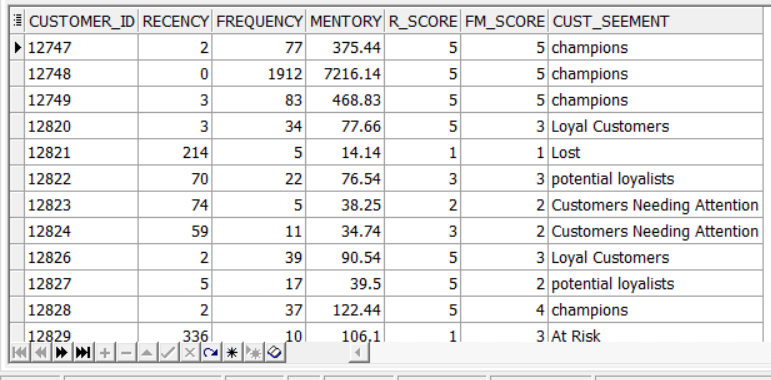 CUSTOMER_ID RECENCY FREQUENCY MENTORY R_SCORE FM_SCORE CUST_SEEMENT
12747 2 77 375.44 5 5 champions
12748 0 1912 7216.14 5 5 champions
12749 3 83 468.83 5 5 champions
12820 3 34 77.66 5 3 Loyal Customers
12821 214 5 14.14 1 1 Lost
12822 70 22 76.54 3 3 potential loyalists
12823 74 5 38.25 2 2 Customers Needing Attention
12824 59 11 34.74 3 2 Customers Needing Attention
12826 2 39 90.54 5 3 Loyal Customers
12827 5 17 39.5 5 2 potential loyalists
12828 2 37 122.44 5 4 champions
12829 336 10 106.1 1 3 At Risk